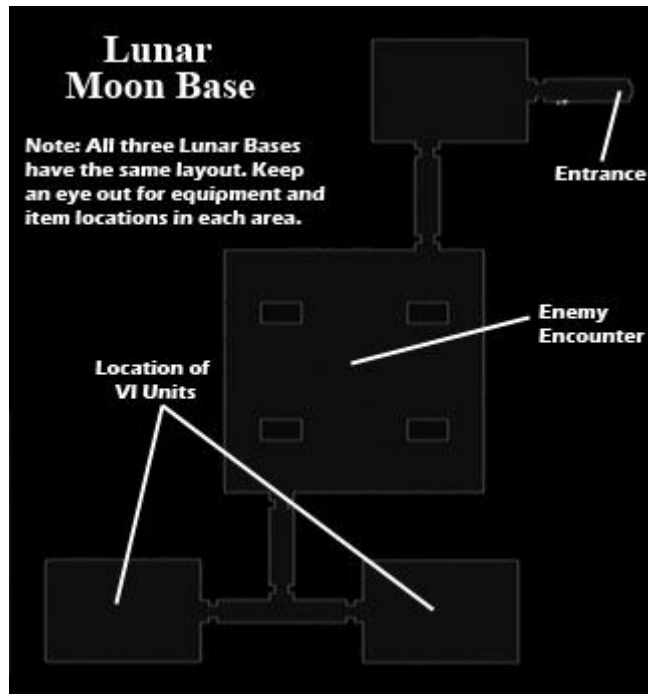 Lunar
Moon Base
Note: All three Lunar Bases
have the same layout. Keep
an eye out for equipment and
item locations in each area.
Entrance
Enemy
Encounter
Location of
VI Units